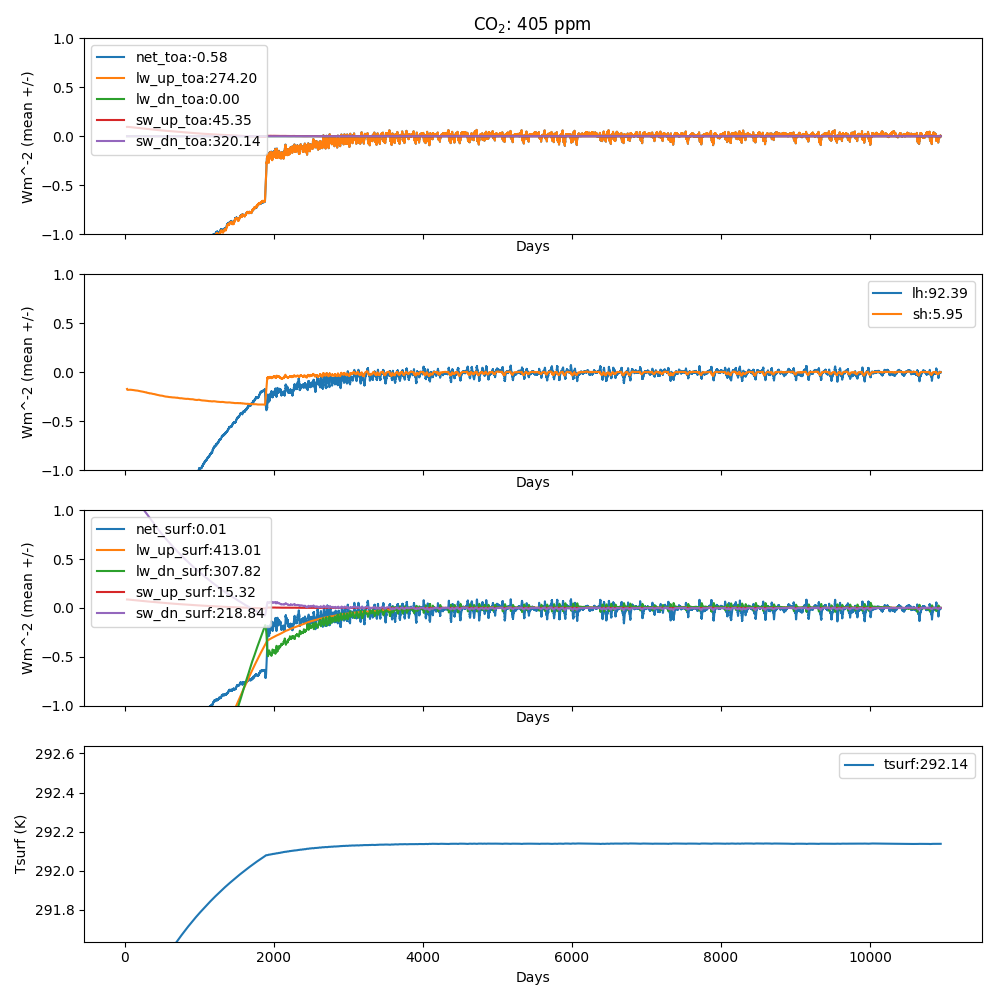 CO₂: 405 ppm
1.0
0.5
0.0
−0.5
−1.0
Wm^-2 (mean +/-)
net_toa:-0.58
lw_up_toa:274.20
lw_dn_toa:0.00
sw_up_toa:45.35
sw_dn_toa:320.14
Days
1.0
0.5
0.0
−0.5
−1.0
Wm^-2 (mean +/-)
lh:92.39
sh:5.95
Days
1.0
0.5
0.0
−0.5
−1.0
Wm^-2 (mean +/-)
net_surf:0.01
lw_up_surf:413.01
lw_dn_surf:307.82
sw_up_surf:15.32
sw_dn_surf:218.84
Days
292.6
292.4
292.2
292.0
291.8
Tsurf (K)
tsurf:292.14
0 2000 4000 6000 8000 10000
Days